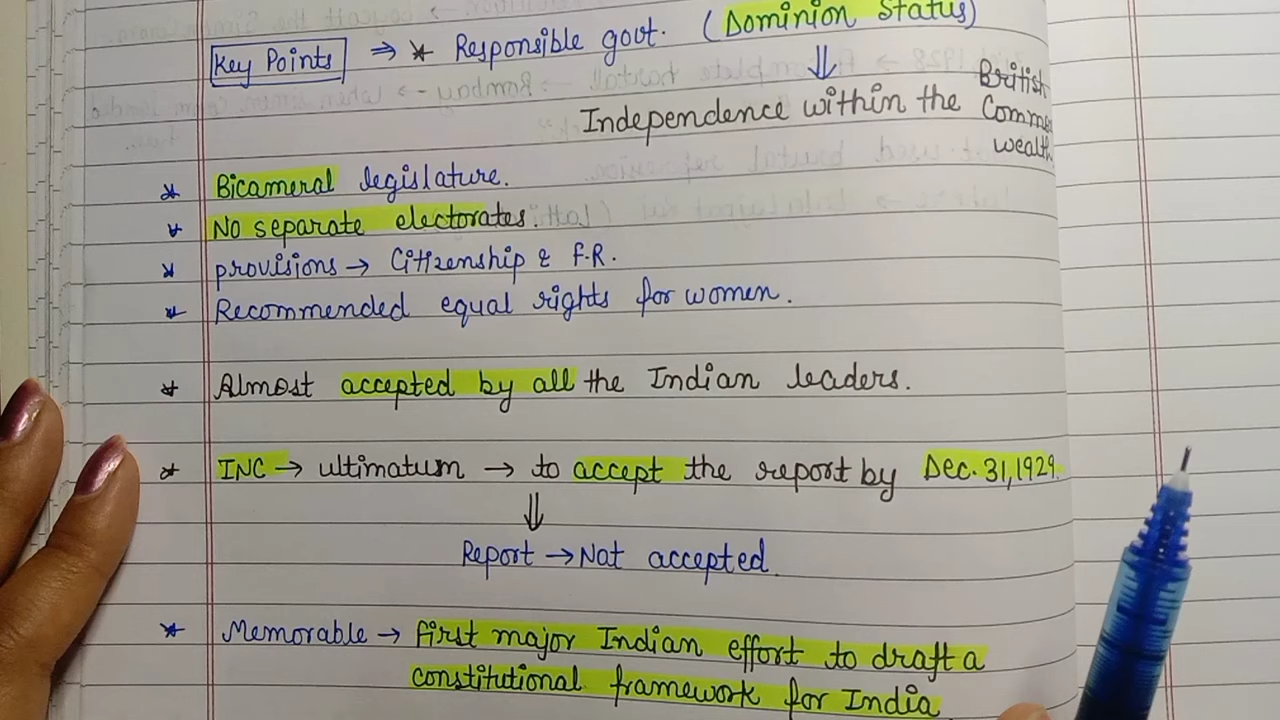 Key Points ⇒ * Responsible govt. (Dominion Status)
⇓
Independence within the British Commonwealth
* Bicameral legislature.
* No separate electorates.
* provisions → Citizenship & F.R.
* Recommended equal rights for women.
* Almost accepted by all the Indian leaders.
* INC → ultimatum → to accept the report by Dec. 31, 1929.
⇓
Report → Not accepted.
* Memorable → first major Indian effort to draft a
constitutional framework for India